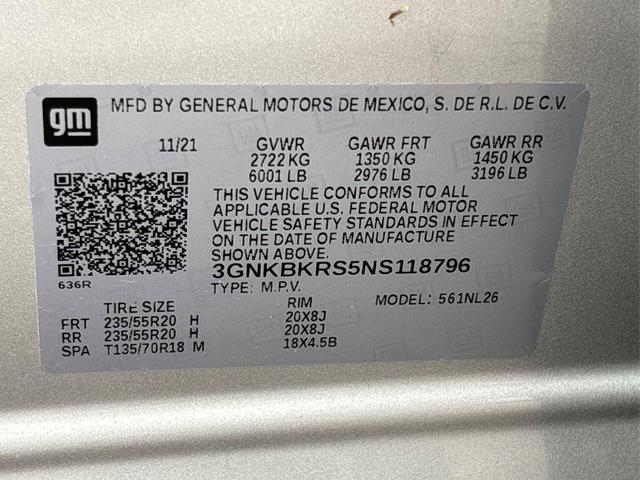 gm
MFD BY GENERAL MOTORS DE MEXICO, S. DE R.L. DE C.V.
11/21 GVWR GAWR FRT GAWR RR
2722 KG 1350 KG 1450 KG
6001 LB 2976 LB 3196 LB
THIS VEHICLE CONFORMS TO ALL
APPLICABLE U.S. FEDERAL MOTOR
VEHICLE SAFETY STANDARDS IN EFFECT
ON THE DATE OF MANUFACTURE
SHOWN ABOVE.
3GNKBKRS5NS118796
636R
TYPE: M.P.V. MODEL: 561NL26
TIRE SIZE RIM
FRT 235/55R20 H 20X8J
RR 235/55R20 H 20X8J
SPA T135/70R18 M 18X4.5B